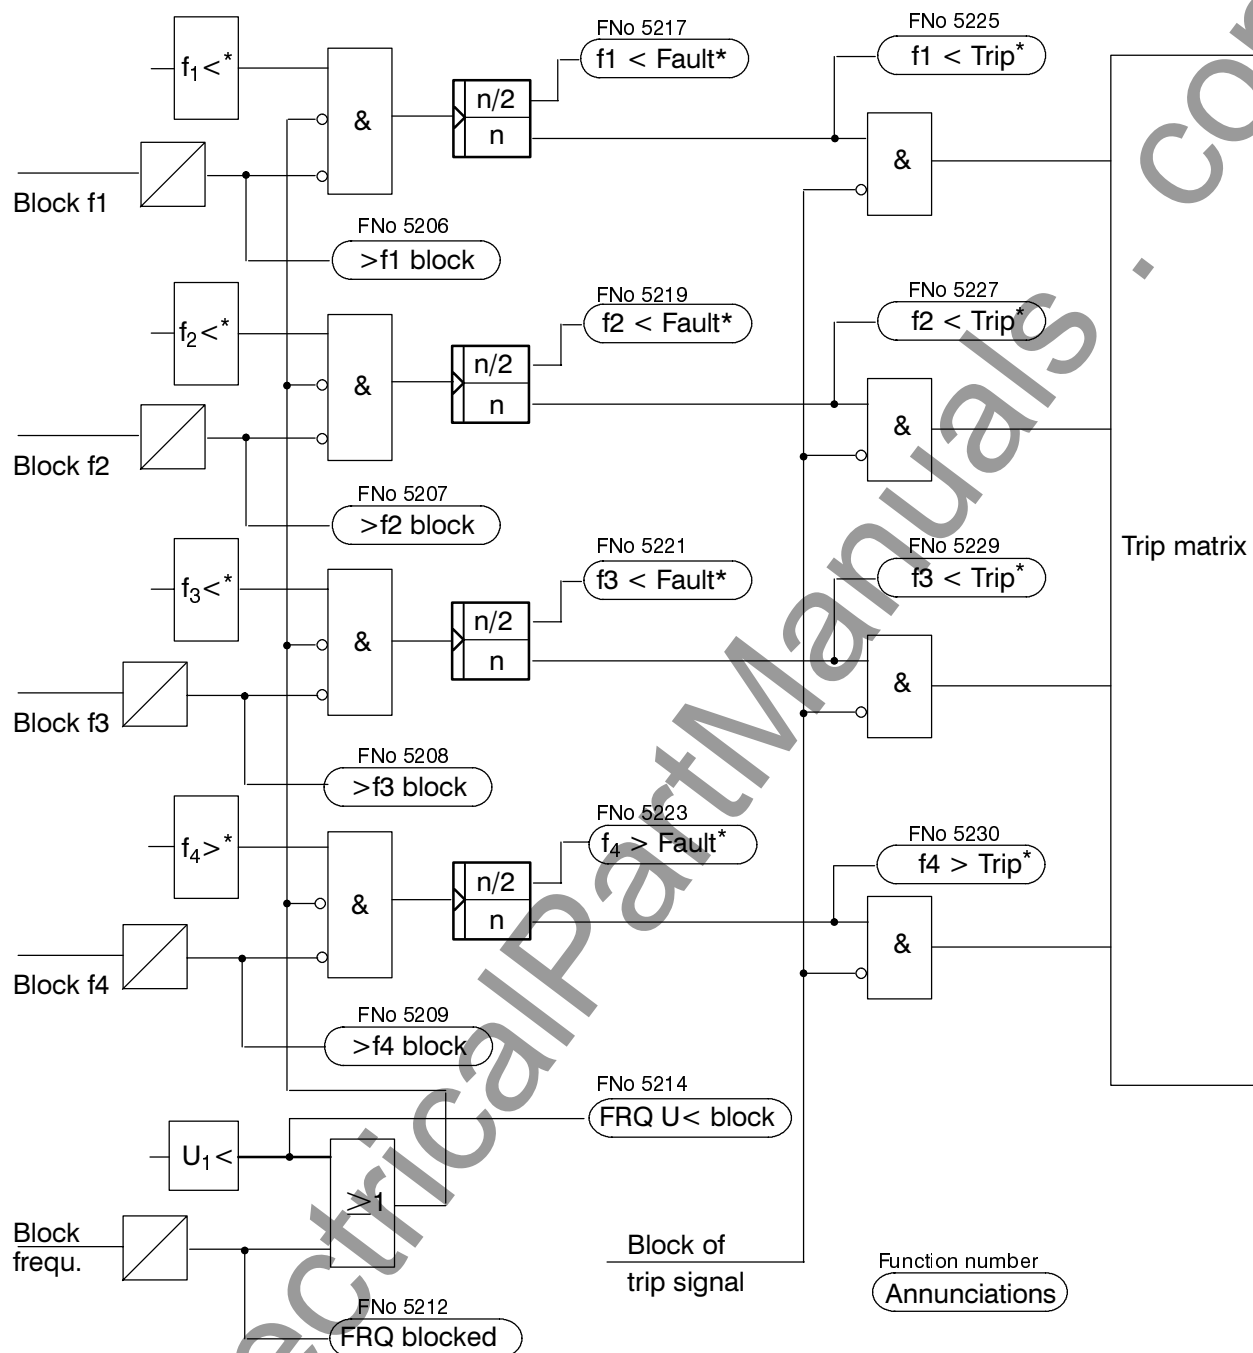 FNo 5217
f1 < Fault*
FNo 5225
f1 < Trip*
f1<*
&
n/2
n
&
Block f1
FNo 5206
>f1 block
FNo 5219
f2 < Fault*
FNo 5227
f2 < Trip*
f2<*
&
n/2
n
&
Block f2
FNo 5207
>f2 block
Trip matrix
FNo 5221
f3 < Fault*
FNo 5229
f3 < Trip*
f3<*
&
n/2
n
&
Block f3
FNo 5208
>f3 block
FNo 5223
f4 > Fault*
FNo 5230
f4 > Trip*
f4>*
&
n/2
n
&
Block f4
FNo 5209
>f4 block
FNo 5214
FRQ U< block
U1<
≥1
Block
frequ.
FNo 5212
FRQ blocked
Block of
trip signal
Function number
Annunciations
ectricalPartManuals . com